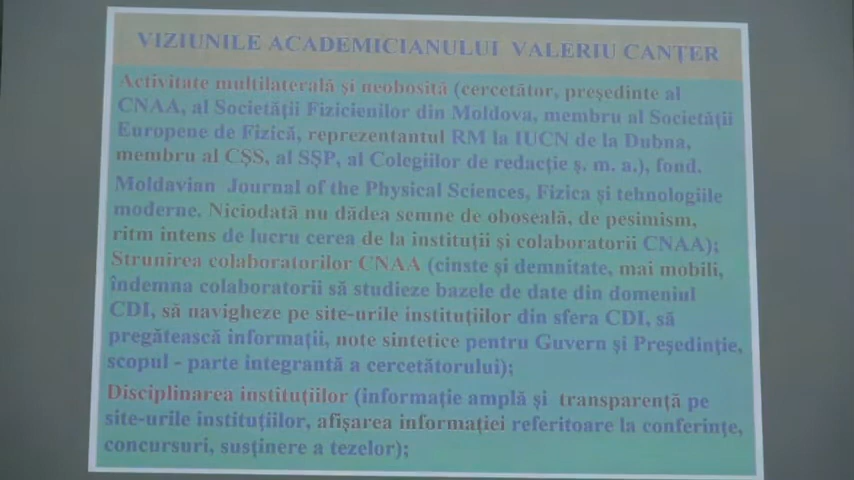 VIZIUNILE ACADEMICIANULUI VALERIU CANȚER
Activitate multilaterală și neobosită (cercetător, președinte al
CNAA, al Societății Fizicienilor din Moldova, membru al Societății
Europene de Fizică, reprezentantul RM la IUCN de la Dubna,
membru al CȘS, al SȘP, al Colegiilor de redacție ș. m. a.), fond.
Moldavian Journal of the Physical Sciences, Fizica și tehnologiile
moderne. Niciodată nu dădea semne de oboseală, de pesimism,
ritm intens de lucru cerea de la instituții și colaboratorii CNAA);
Strunirea colaboratorilor CNAA (cinste și demnitate, mai mobili,
îndemna colaboratorii să studieze bazele de date din domeniul
CDI, să navigheze pe site-urile instituțiilor din sfera CDI, să
pregătească informații, note sintetice pentru Guvern și Președinție,
scopul - parte integrantă a cercetătorului);
Disciplinarea instituțiilor (informație amplă și transparență pe
site-urile instituțiilor, afișarea informației referitoare la conferințe,
concursuri, susținere a tezelor);